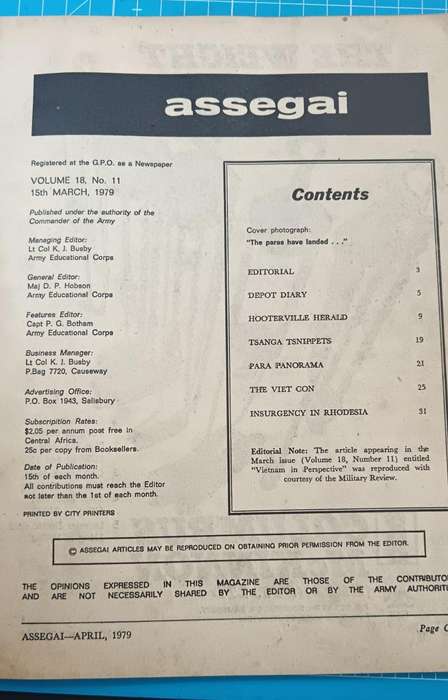 assegai
Registered at the G.P.O. as a Newspaper
VOLUME 18, No. 11
15th MARCH, 1979
Published under the authority of the
Commander of the Army
Managing Editor:
Lt Col K. J. Busby
Army Educational Corps
General Editor:
Maj D. P. Hobson
Army Educational Corps
Features Editor:
Capt P. G. Botham
Army Educational Corps
Business Manager:
Lt Col K. J. Busby
P.Bag 7720, Causeway
Advertising Office:
P.O. Box 1943, Salisbury
Subscription Rates:
$2.05 per annum post free in
Central Africa.
25c per copy from Booksellers.
Date of Publication:
15th of each month.
All contributions must reach the Editor
not later than the 1st of each month.
PRINTED BY CITY PRINTERS
Contents
Cover photograph:
"The paras have landed . . ."
EDITORIAL 3
DEPOT DIARY 5
HOOTERVILLE HERALD 9
TSANGA TSNIPPETS 19
PARA PANORAMA 21
THE VIET CON 25
INSURGENCY IN RHODESIA 31
Editorial Note: The article appearing in the
March issue (Volume 18, Number 11) entitled
"Vietnam in Perspective" was reproduced with
courtesy of the Military Review.
© ASSEGAI ARTICLES MAY BE REPRODUCED ON OBTAINING PRIOR PERMISSION FROM THE EDITOR.
THE OPINIONS EXPRESSED IN THIS MAGAZINE ARE THOSE OF THE CONTRIBUTO
AND ARE NOT NECESSARILY SHARED BY THE EDITOR OR BY THE ARMY AUTHORITI
ASSEGAI—APRIL, 1979
Page